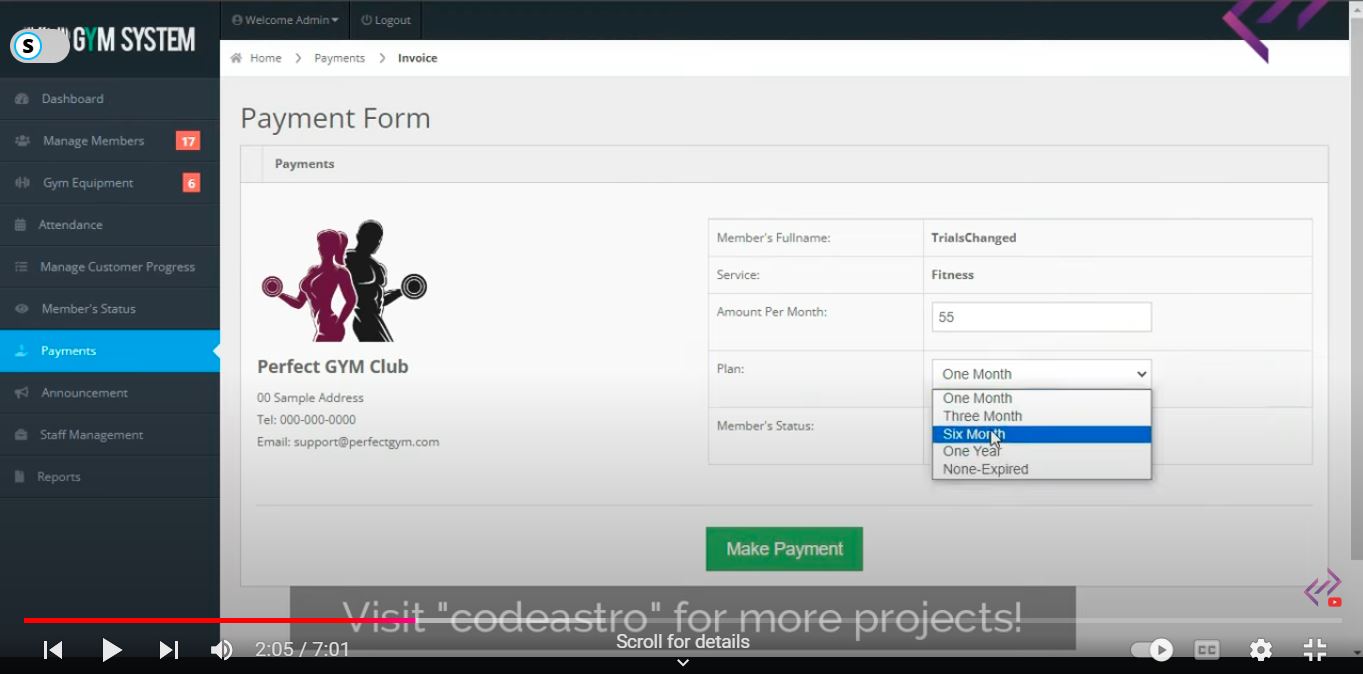 Welcome Admin
Logout
S
GYM SYSTEM
Home
Payments
Invoice
Dashboard
Manage Members
17
Gym Equipment
6
Attendance
Manage Customer Progress
Member's Status
Payments
Announcement
Staff Management
Reports
Payment Form
Payments
Perfect GYM Club
00 Sample Address
Tel: 000-000-0000
Email: support@perfectgym.com
Member's Fullname:
TrialsChanged
Service:
Fitness
Amount Per Month:
55
Plan:
One Month
One Month
Three Month
Six Month
One Year
None-Expired
Member's Status:
Make Payment
Visit "codeastro" for more projects!
Scroll for details
2:05 / 7:01
CC